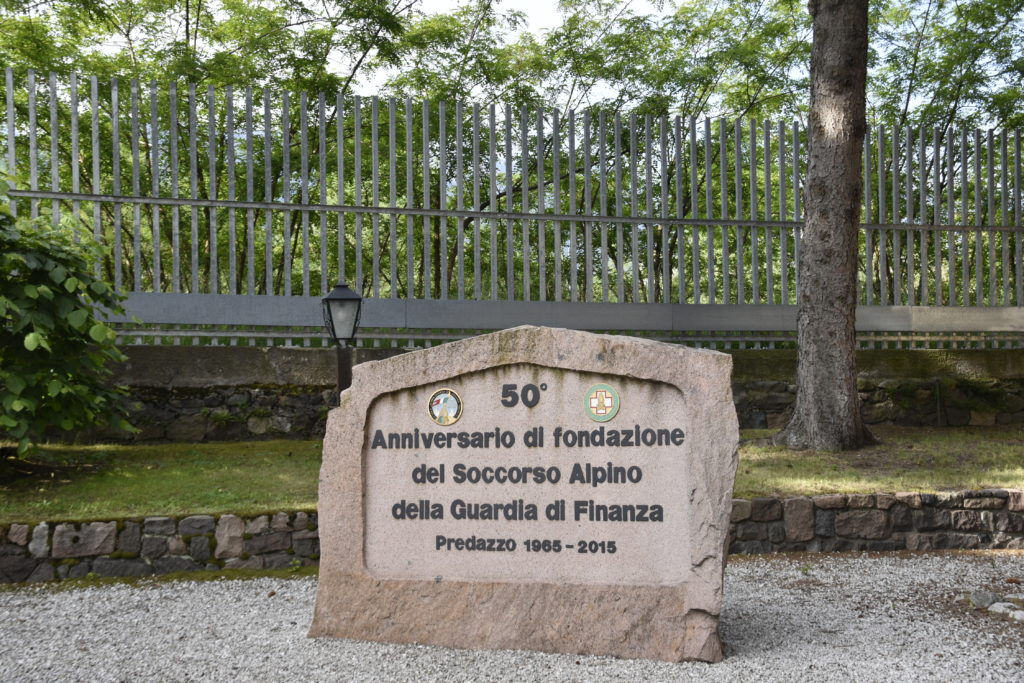 50°
Anniversario di fondazione
del Soccorso Alpino
della Guardia di Finanza
Predazzo 1965 - 2015